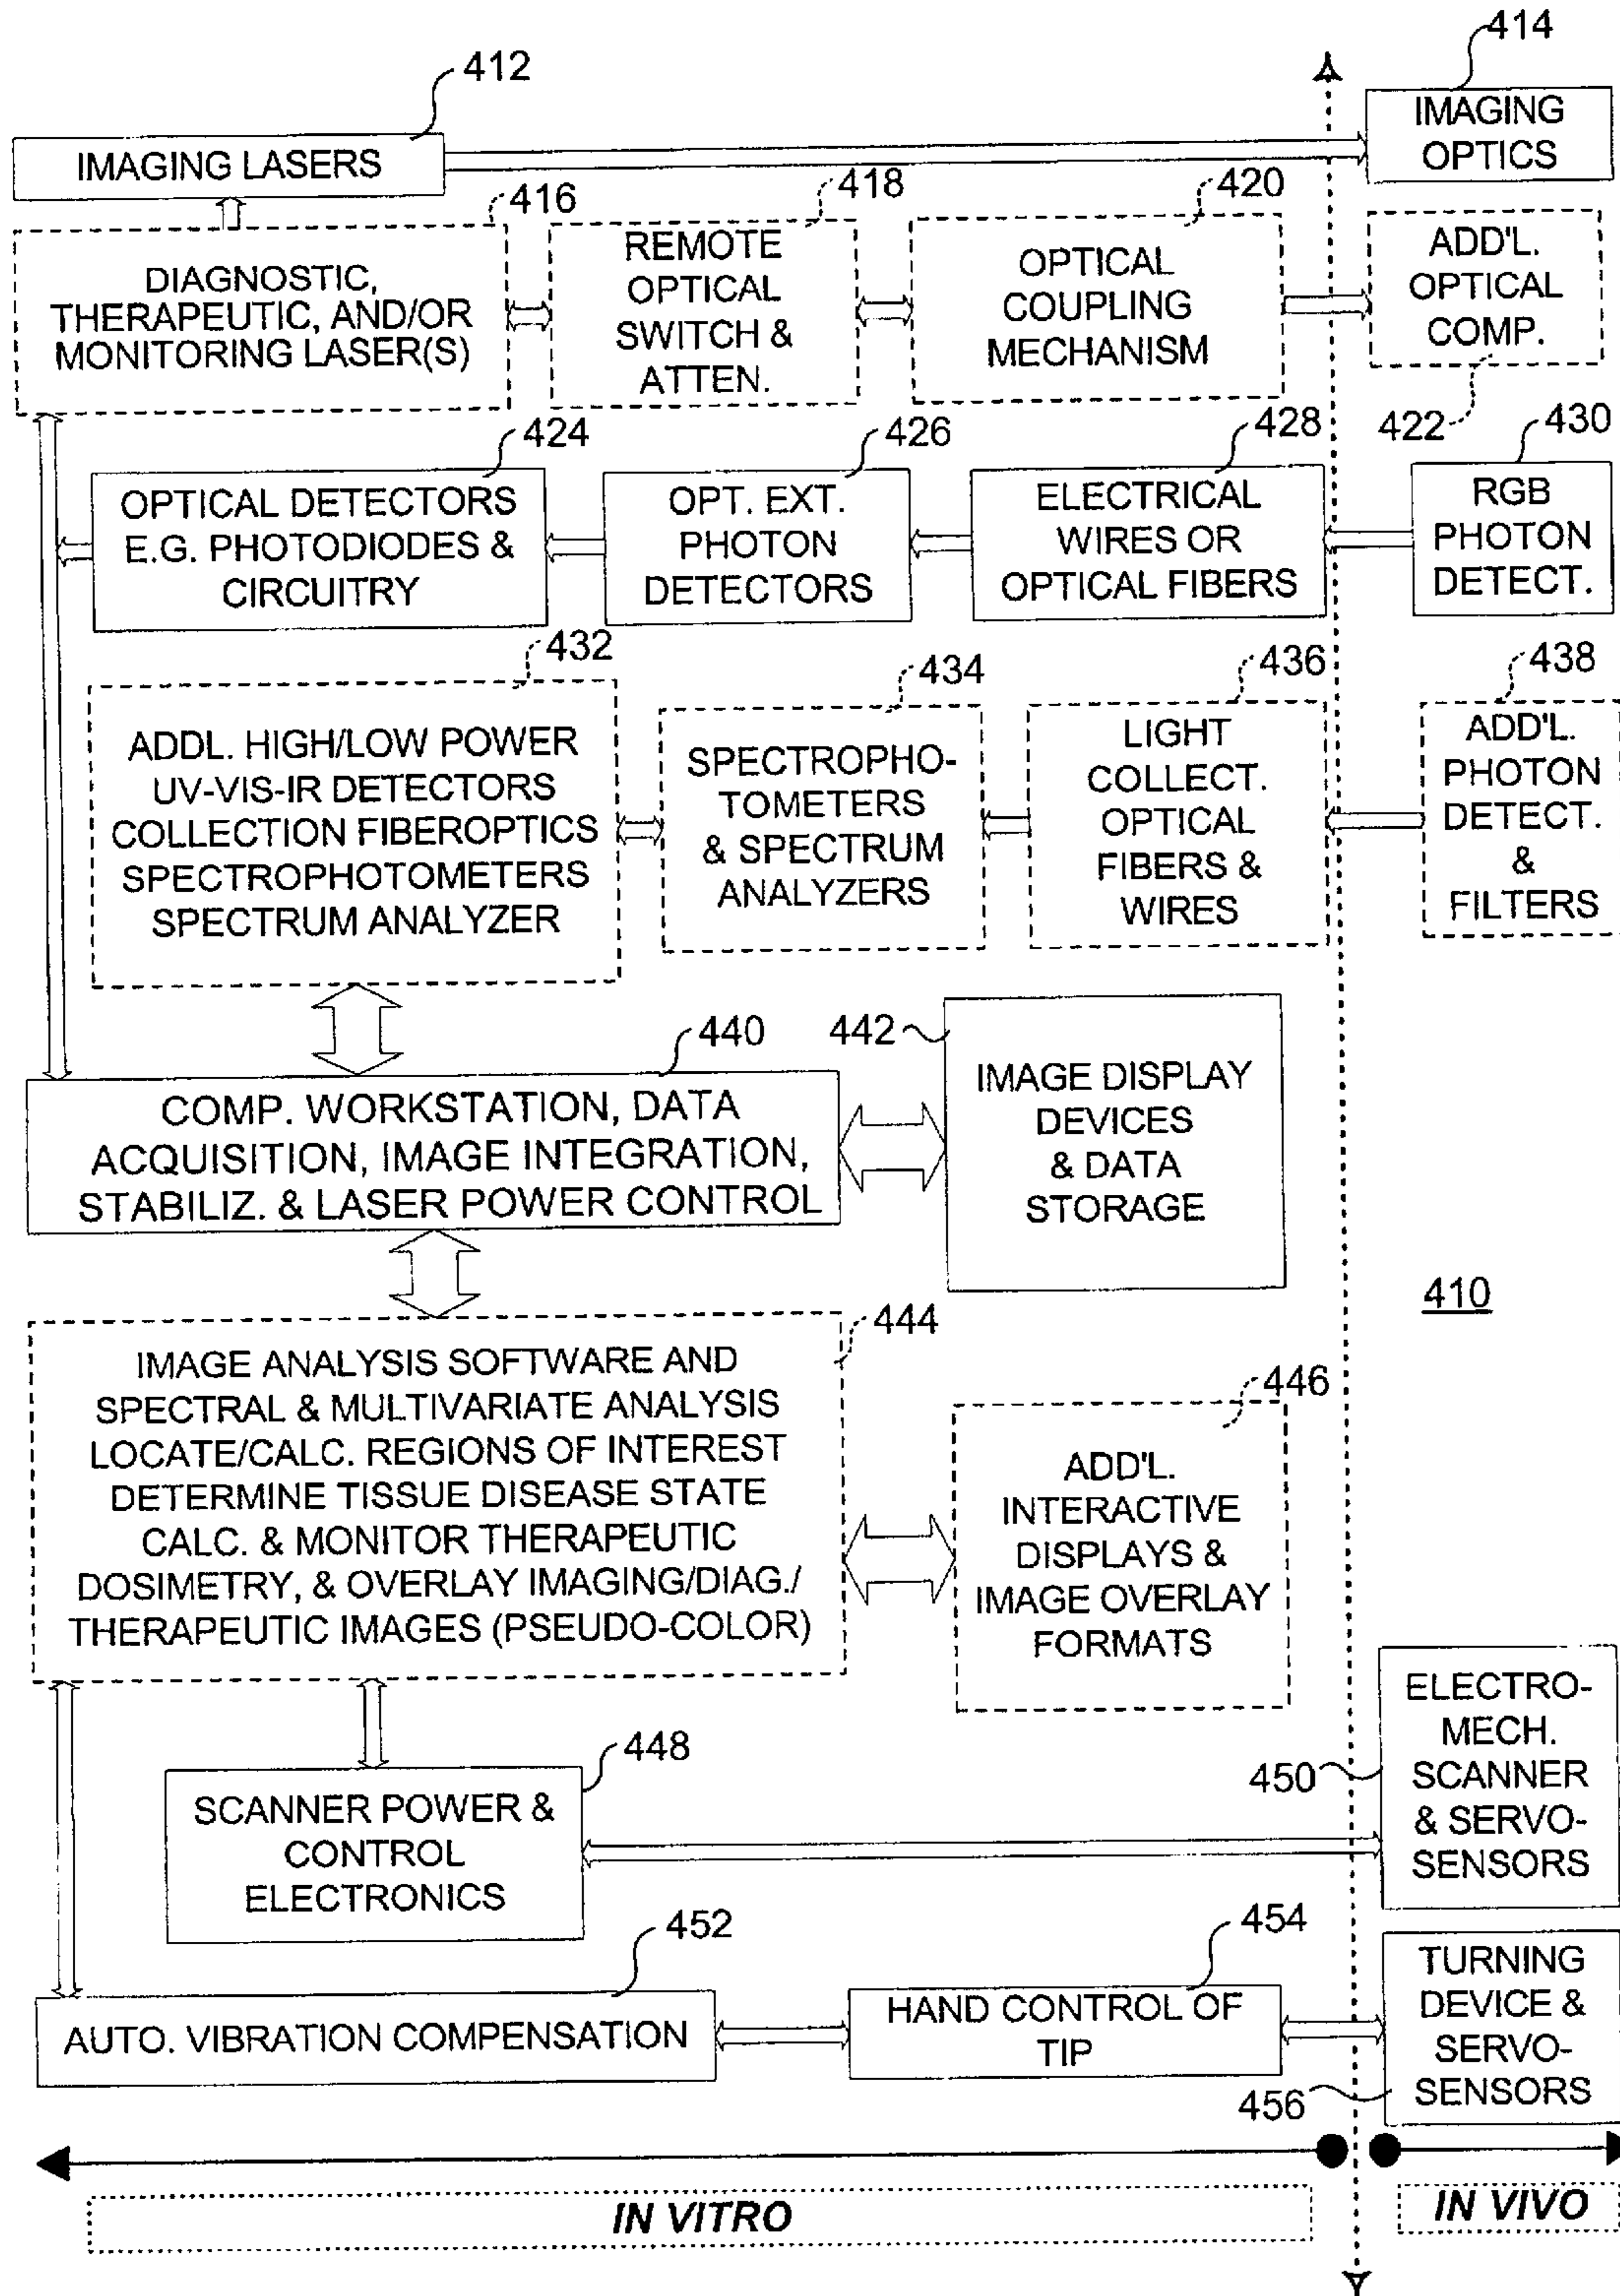 414
412
IMAGING
OPTICS
IMAGING LASERS
416
418
420
DIAGNOSTIC,
THERAPEUTIC, AND/OR
MONITORING LASER(S)
REMOTE
OPTICAL
SWITCH &
ATTEN.
OPTICAL
COUPLING
MECHANISM
ADD'L.
OPTICAL
COMP.
422
424
426
428
430
OPTICAL DETECTORS
E.G. PHOTODIODES &
CIRCUITRY
OPT. EXT.
PHOTON
DETECTORS
ELECTRICAL
WIRES OR
OPTICAL FIBERS
RGB
PHOTON
DETECT.
432
434
436
438
ADDL. HIGH/LOW POWER
UV-VIS-IR DETECTORS
COLLECTION FIBEROPTICS
SPECTROPHOTOMETERS
SPECTRUM ANALYZER
SPECTROPHO-
TOMETERS
& SPECTRUM
ANALYZERS
LIGHT
COLLECT.
OPTICAL
FIBERS &
WIRES
ADD'L.
PHOTON
DETECT.
&
FILTERS
440
442
COMP. WORKSTATION, DATA
ACQUISITION, IMAGE INTEGRATION,
STABILIZ. & LASER POWER CONTROL
IMAGE DISPLAY
DEVICES
& DATA
STORAGE
410
444
446
IMAGE ANALYSIS SOFTWARE AND
SPECTRAL & MULTIVARIATE ANALYSIS
LOCATE/CALC. REGIONS OF INTEREST
DETERMINE TISSUE DISEASE STATE
CALC. & MONITOR THERAPEUTIC
DOSIMETRY, & OVERLAY IMAGING/DIAG./
THERAPEUTIC IMAGES (PSEUDO-COLOR)
ADD'L.
INTERACTIVE
DISPLAYS &
IMAGE OVERLAY
FORMATS
448
450
SCANNER POWER &
CONTROL
ELECTRONICS
ELECTRO-
MECH.
SCANNER
& SERVO-
SENSORS
452
454
AUTO. VIBRATION COMPENSATION
HAND CONTROL OF
TIP
TURNING
DEVICE &
SERVO-
SENSORS
456
IN VITRO
IN VIVO